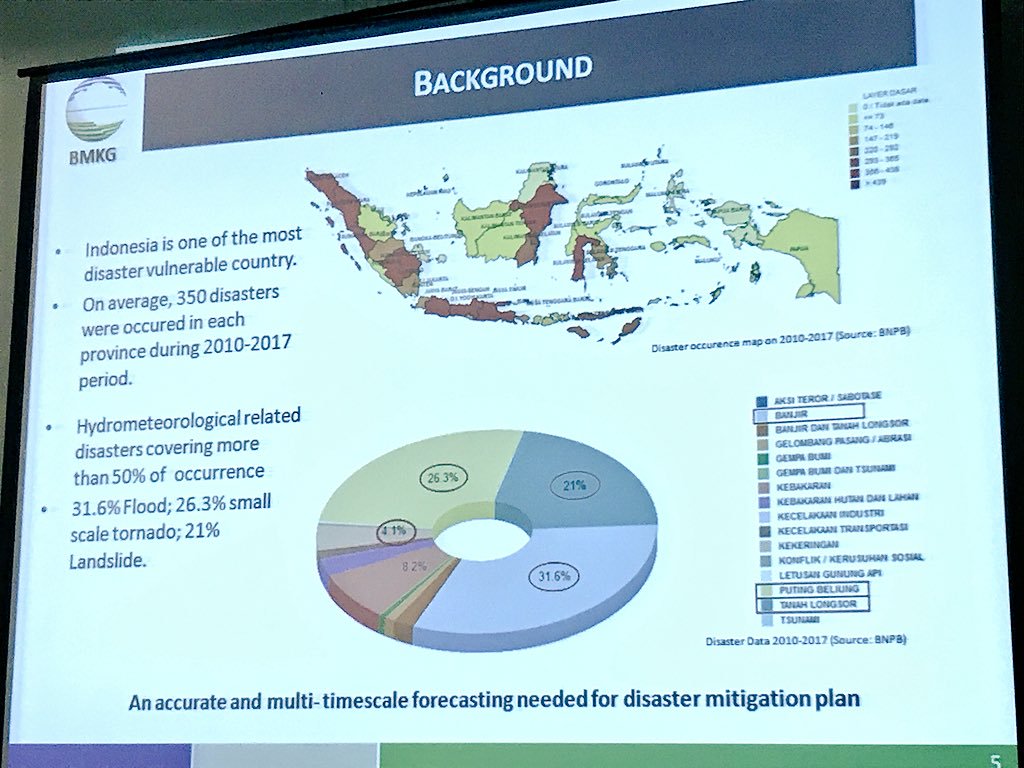 BACKGROUND
BMKG
LAYER DASAR
0 / Tidak ada data
74 - 146
147 - 219
220 - 292
293 - 365
366 - 438
Indonesia is one of the most
disaster vulnerable country.
On average, 350 disasters
were occured in each
province during 2010-2017
period.
Hydrometeorological related
disasters covering more
than 50% of occurrence
31.6% Flood; 26.3% small
scale tornado; 21%
Landslide.
GORONTALO
KALIMANTAN BARAT
PAPUA
Disaster occurence map on 2010-2017 (Source: BNPB)
26.3%
21%
4.1%
8.2%
31.6%
AKSI TEROR / SABOTASE
BANJIR
BANJIR DAN TANAH LONGSOR
GELOMBANG PASANG / ABRASI
GEMPA BUMI
GEMPA BUMI DAN TSUNAMI
KEBAKARAN
KEBAKARAN HUTAN DAN LAHAN
KECELAKAAN INDUSTRI
KECELAKAAN TRANSPORTASI
KEKERINGAN
KONFLIK / KERUSUHAN SOSIAL
LETUSAN GUNUNG API
PUTING BELIUNG
TANAH LONGSOR
TSUNAMI
Disaster Data 2010-2017 (Source: BNPB)
An accurate and multi-timescale forecasting needed for disaster mitigation plan
5